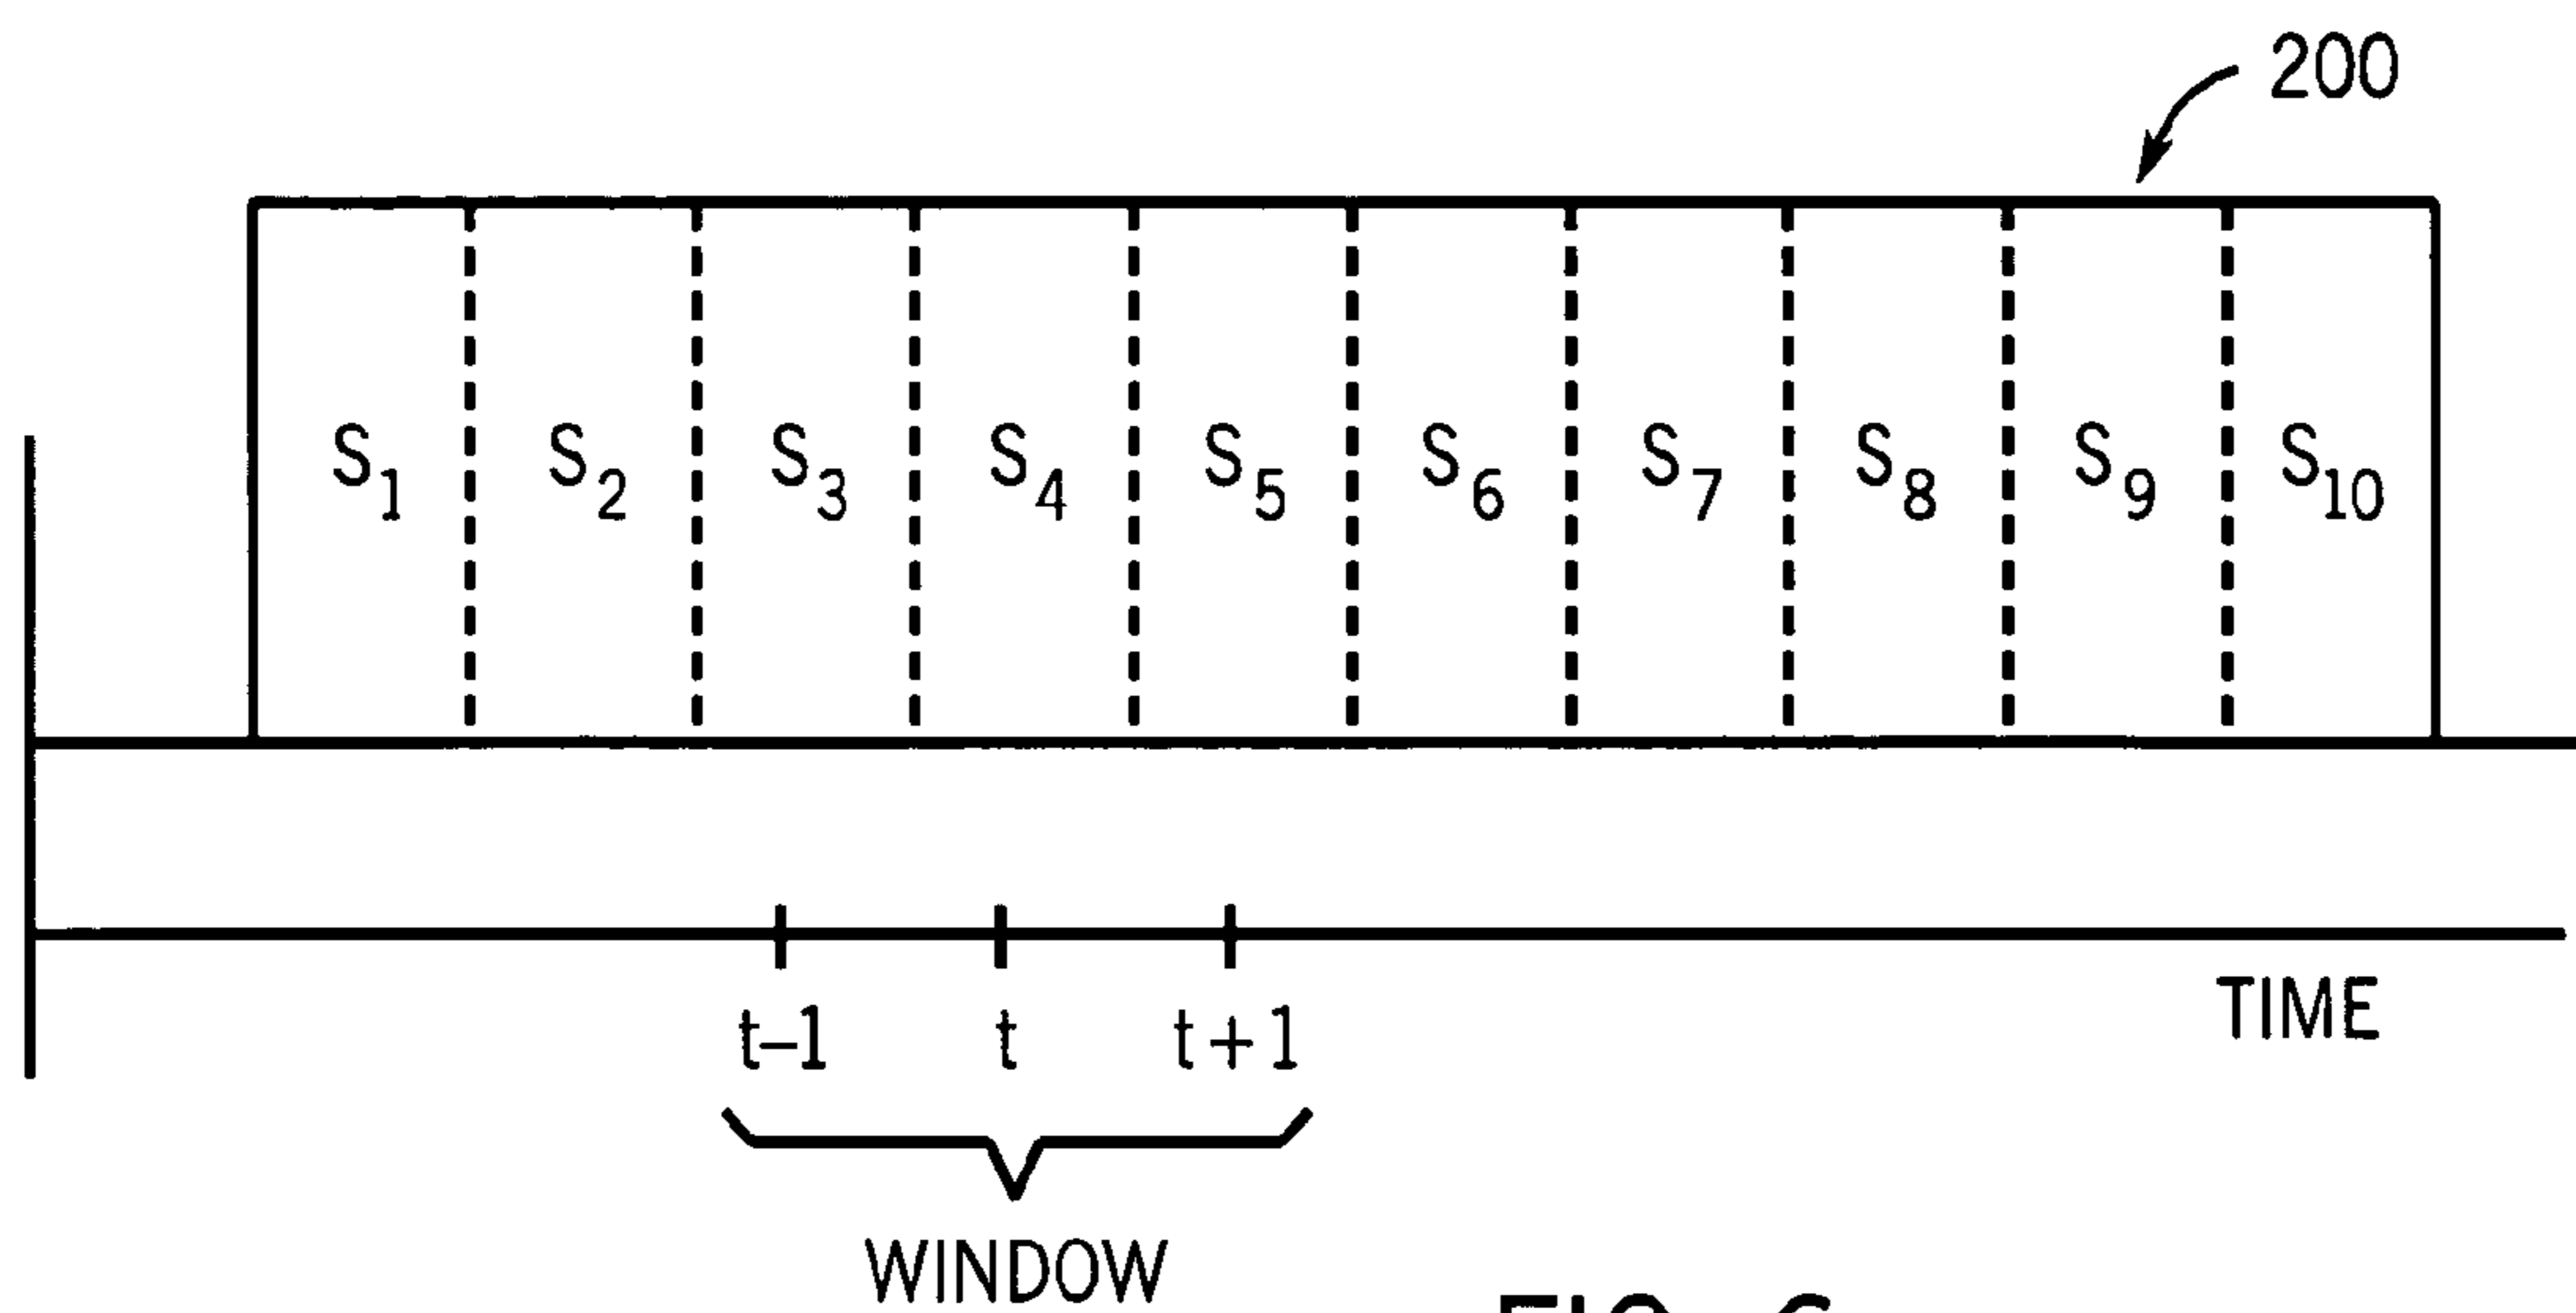 200
S1 S2 S3 S4 S5 S6 S7 S8 S9 S10
t-1 t t+1
TIME
WINDOW